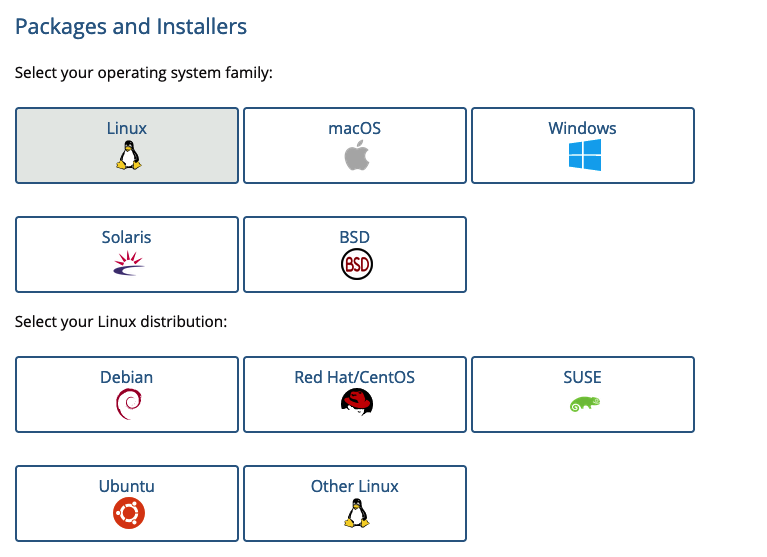 Packages and Installers
Select your operating system family:
Linux
macOS
Windows
Solaris
BSD
BSD
Select your Linux distribution:
Debian
Red Hat/CentOS
SUSE
Ubuntu
Other Linux